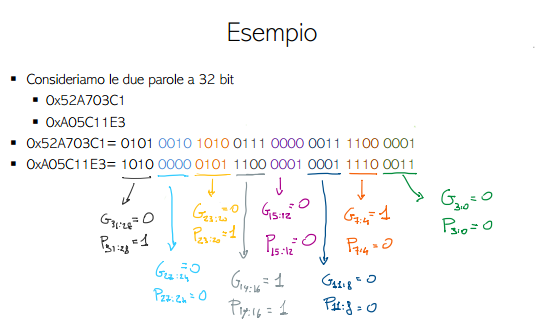 Esempio
Consideriamo le due parole a 32 bit
0x52A703C1
0xA05C11E3
0x52A703C1= 0101 0010 1010 0111 0000 0011 1100 0001
0xA05C11E3= 1010 0000 0101 1100 0001 0001 1110 0011
G31:28=0
P31:28=1
G27:24=0
P27:24=0
G23:20=0
P23:20=1
G19:16=1
P19:16=1
G15:12=0
P15:12=0
G11:8=0
P11:8=0
G7:4=1
P7:4=0
G3:0=0
P3:0=0